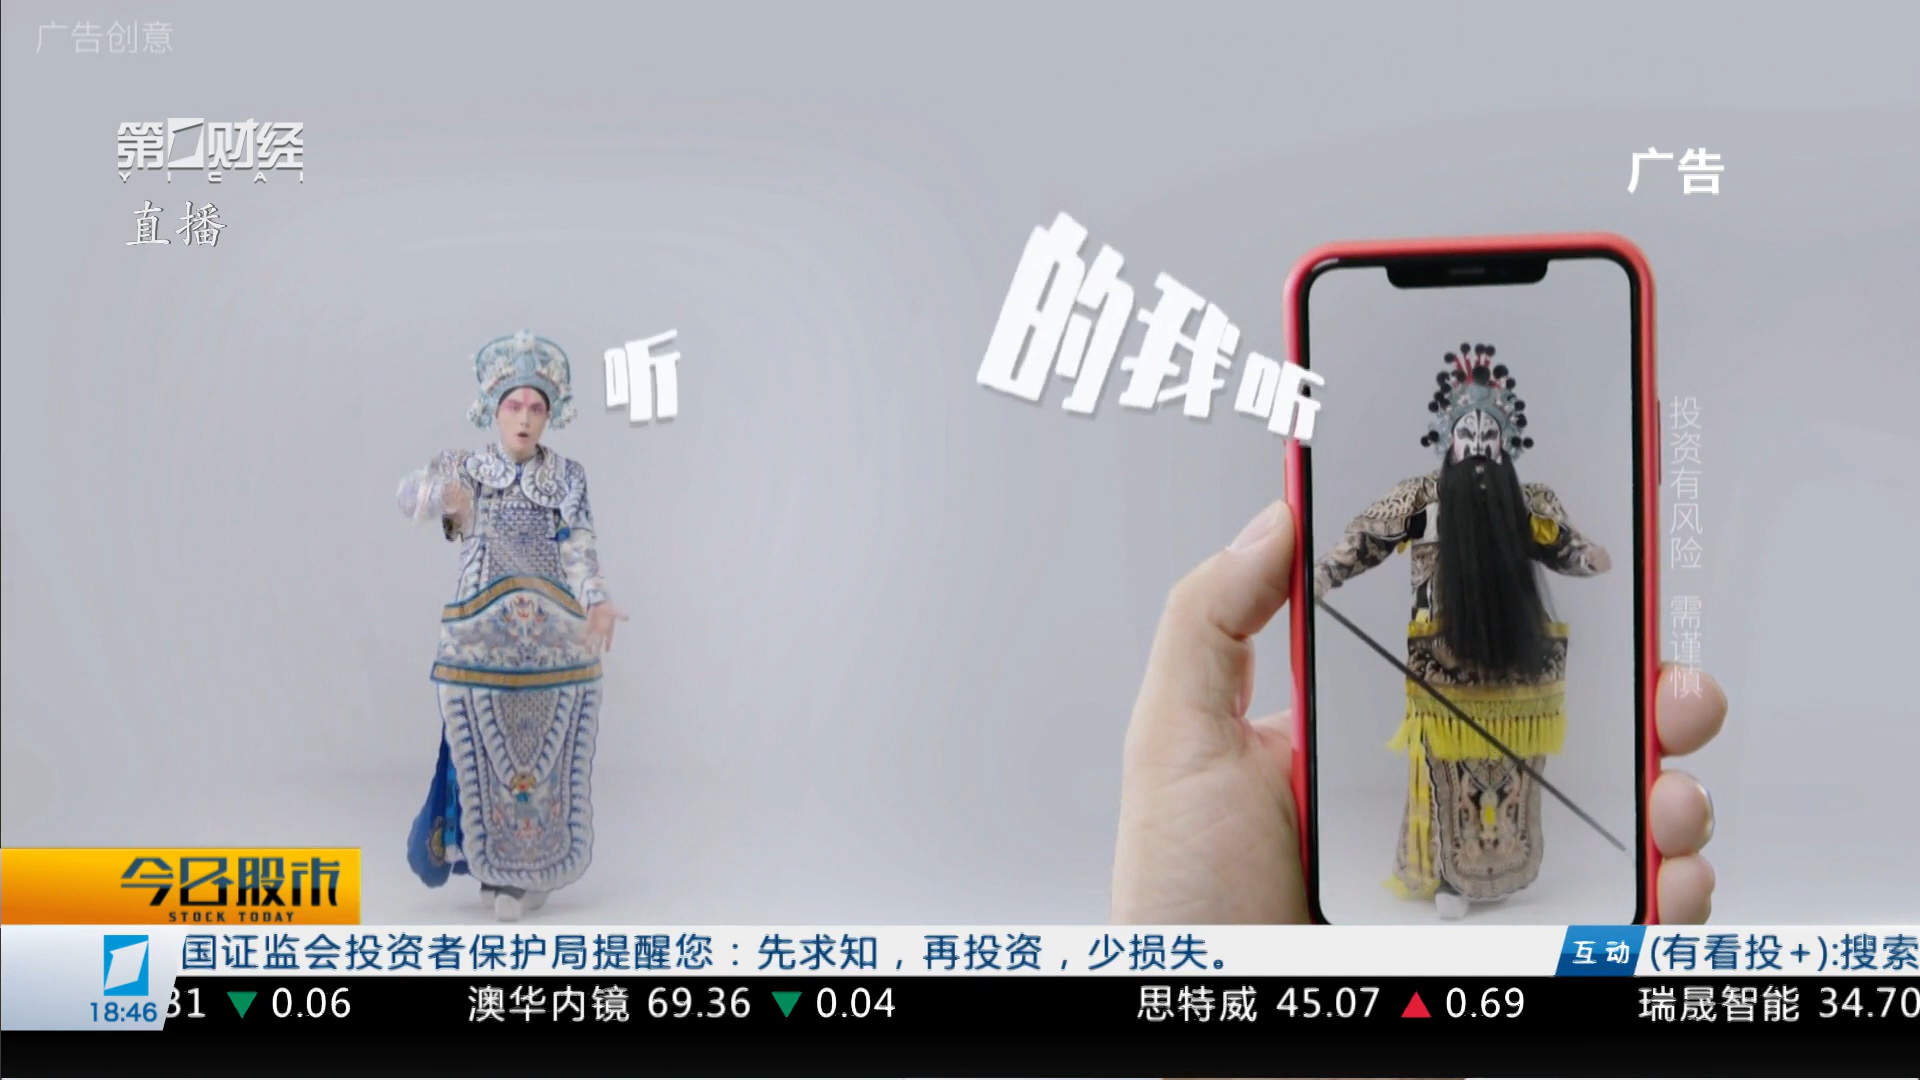 广告创意
第一财经
YICAI
直播
广告
听
的我听
投资有风险 需谨慎
今日股市
STOCK TODAY
国证监会投资者保护局提醒您：先求知，再投资，少损失。
互动
(有看投+):搜索
18:46
31 ▼ 0.06 澳华内镜 69.36 ▼ 0.04 思特威 45.07 ▲ 0.69 瑞晟智能 34.70